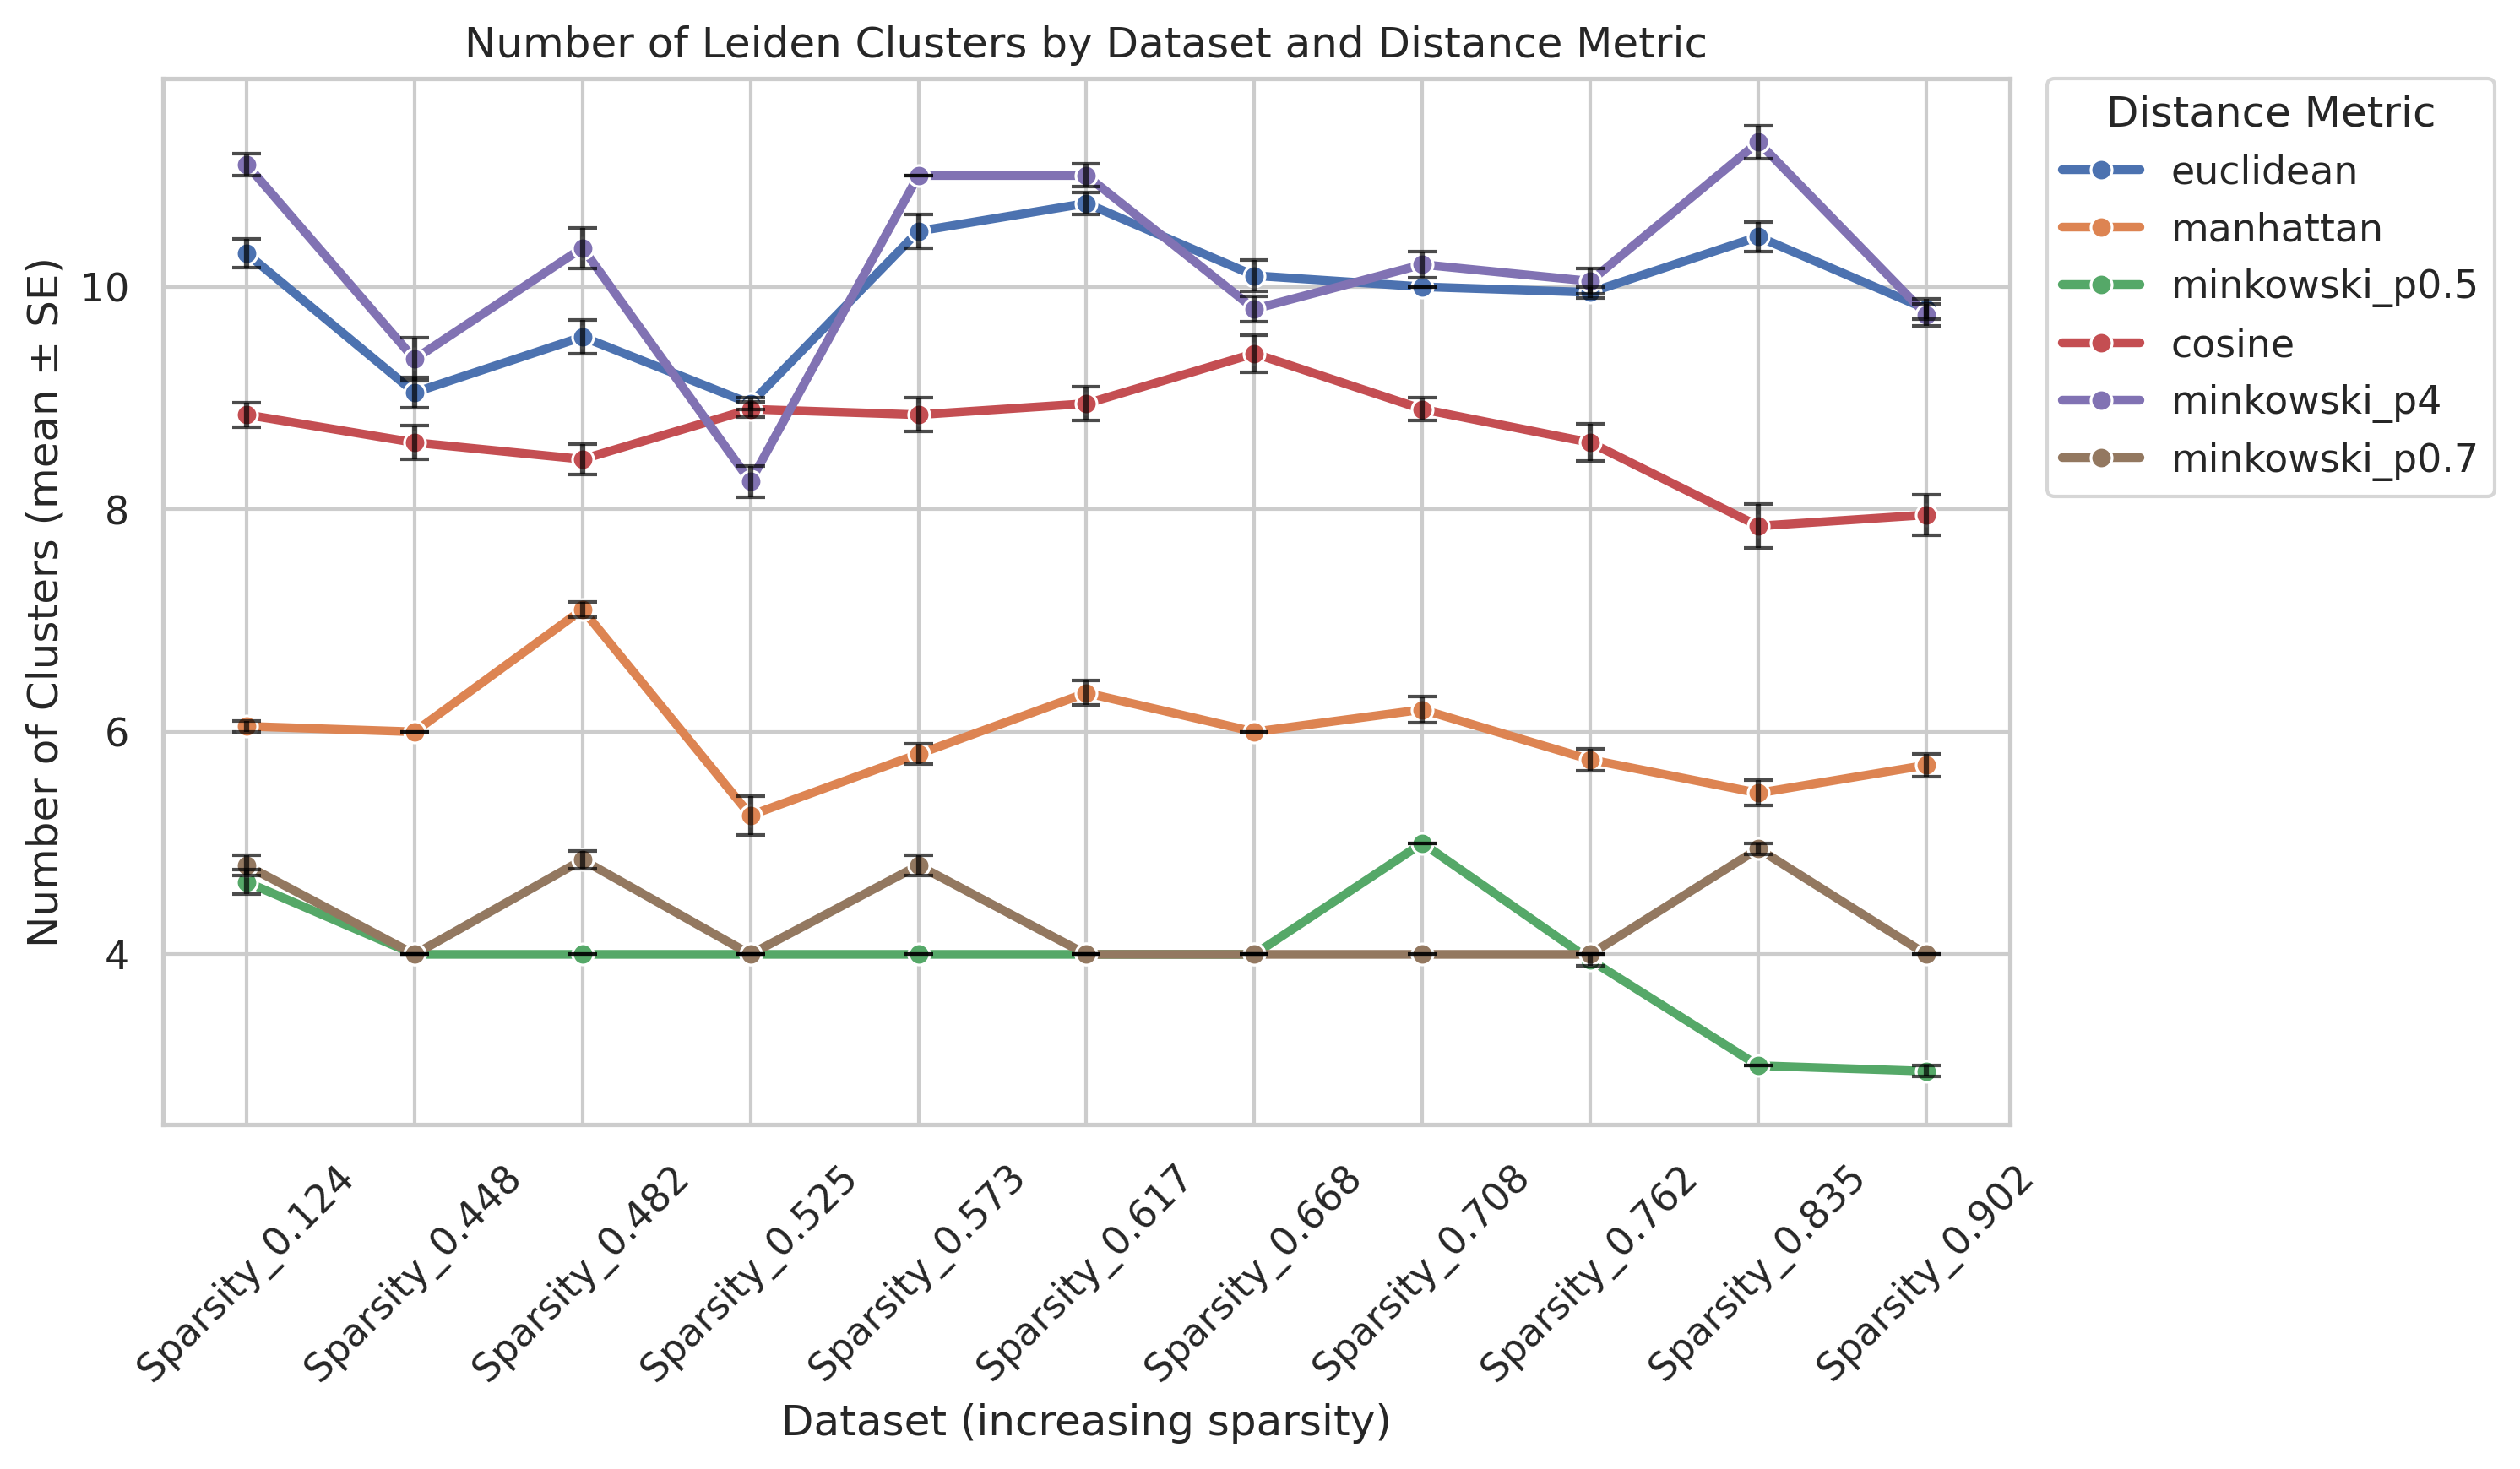 Number of Leiden Clusters by Dataset and Distance Metric
Number of Clusters (mean ± SE)
10
8
6
4
Distance Metric
euclidean
manhattan
minkowski_p0.5
cosine
minkowski_p4
minkowski_p0.7
Sparsity_0.124
Sparsity_0.448
Sparsity_0.482
Sparsity_0.525
Sparsity_0.573
Sparsity_0.617
Sparsity_0.668
Sparsity_0.708
Sparsity_0.762
Sparsity_0.835
Sparsity_0.902
Dataset (increasing sparsity)